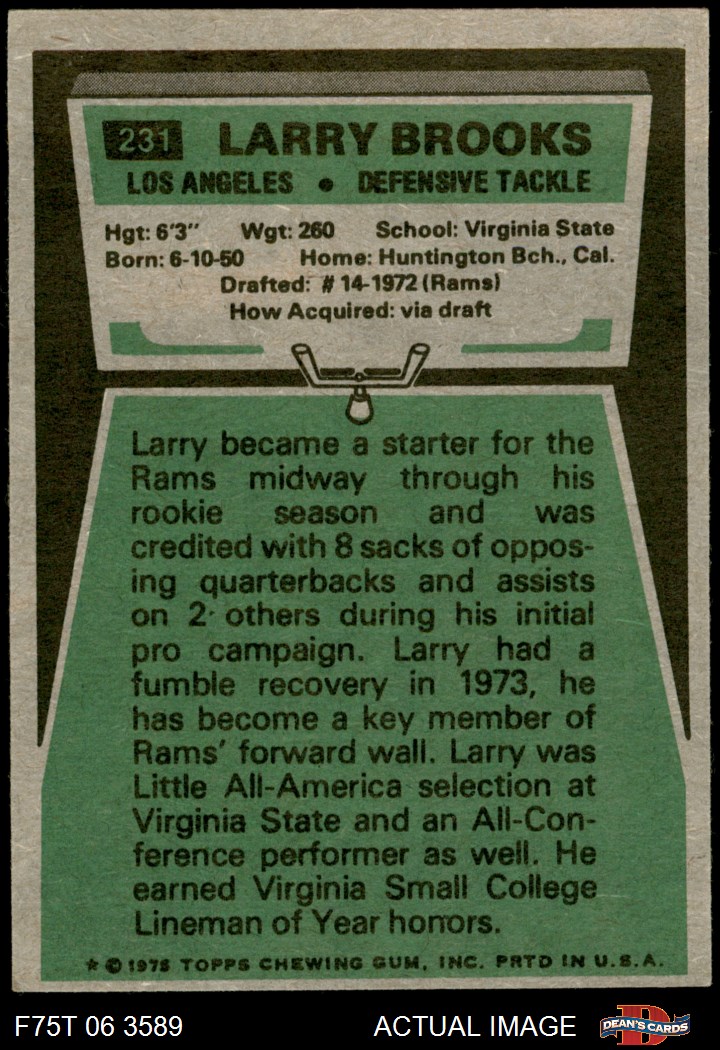 231 LARRY BROOKS
LOS ANGELES • DEFENSIVE TACKLE
Hgt: 6'3" Wgt: 260 School: Virginia State
Born: 6-10-50 Home: Huntington Bch., Cal.
Drafted: #14-1972 (Rams)
How Acquired: via draft
Larry became a starter for the
Rams midway through his
rookie season and was
credited with 8 sacks of oppos-
ing quarterbacks and assists
on 2 others during his initial
pro campaign. Larry had a
fumble recovery in 1973, he
has become a key member of
Rams' forward wall. Larry was
Little All-America selection at
Virginia State and an All-Con-
ference performer as well. He
earned Virginia Small College
Lineman of Year honors.
* © 1975 TOPPS CHEWING GUM, INC. PRTD IN U.S.A.
F75T 06 3589 ACTUAL IMAGE D DEAN'S CARDS